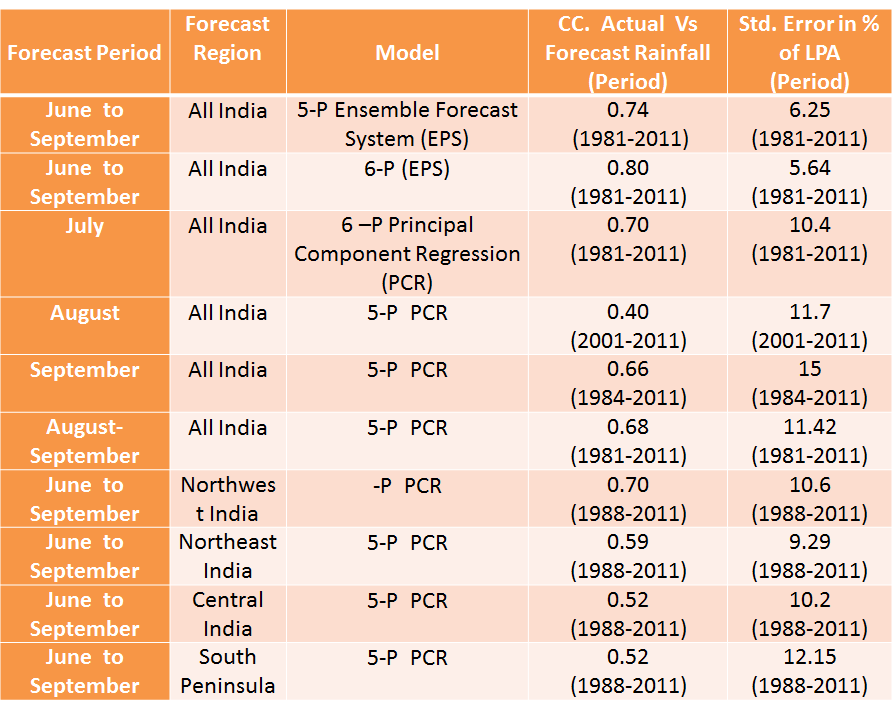 Forecast Period
Forecast
Region
Model
CC. Actual Vs
Forecast Rainfall
(Period)
Std. Error in %
of LPA
(Period)
June to
September
All India
5-P Ensemble Forecast
System (EPS)
0.74
(1981-2011)
6.25
(1981-2011)
June to
September
All India
6-P (EPS)
0.80
(1981-2011)
5.64
(1981-2011)
July
All India
6 –P Principal
Component Regression
(PCR)
0.70
(1981-2011)
10.4
(1981-2011)
August
All India
5-P PCR
0.40
(2001-2011)
11.7
(2001-2011)
September
All India
5-P PCR
0.66
(1984-2011)
15
(1984-2011)
August-
September
All India
5-P PCR
0.68
(1981-2011)
11.42
(1981-2011)
June to
September
Northwes
t India
-P PCR
0.70
(1988-2011)
10.6
(1988-2011)
June to
September
Northeast
India
5-P PCR
0.59
(1988-2011)
9.29
(1988-2011)
June to
September
Central
India
5-P PCR
0.52
(1988-2011)
10.2
(1988-2011)
June to
September
South
Peninsula
5-P PCR
0.52
(1988-2011)
12.15
(1988-2011)